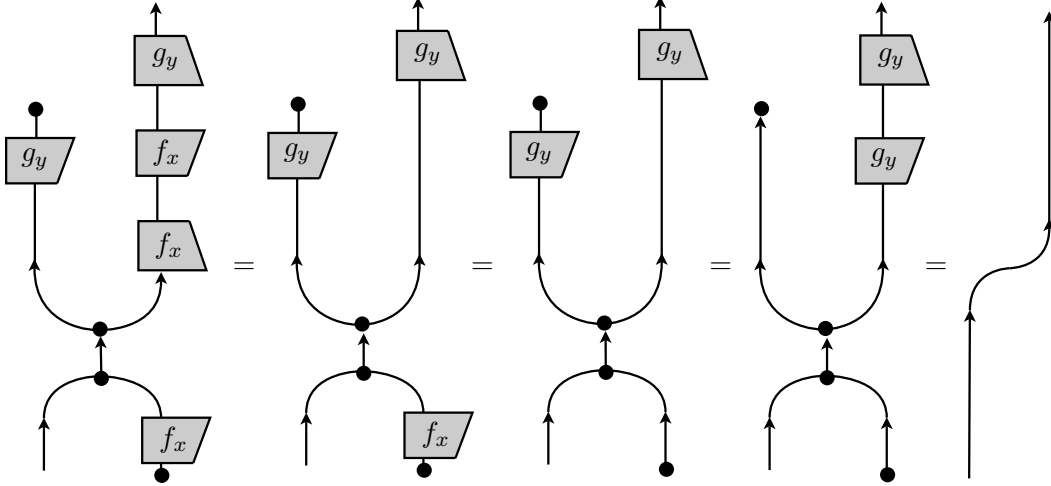 g_y g_y g_y g_y
g_y f_x g_y g_y g_y
f_x
= = = =
f_x f_x